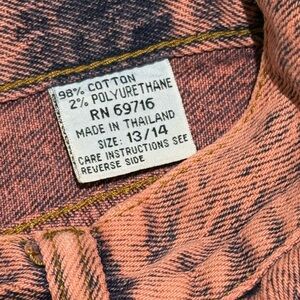 98% COTTON
2% POLYURETHANE
RN 69716
MADE IN THAILAND
SIZE: 13/14
CARE INSTRUCTIONS SEE
REVERSE SIDE